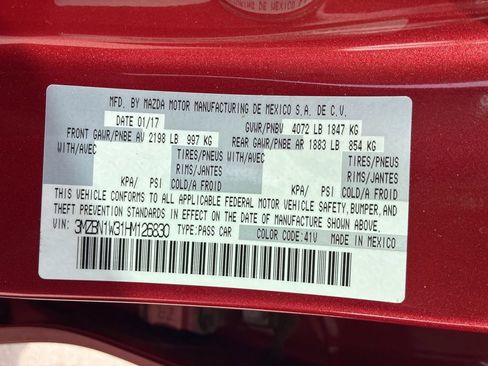 MFD. BY MAZDA MOTOR MANUFACTURING DE MEXICO S.A. DE C.V.
DATE 01/17 GVWR/PNBV 4072 LB 1847 KG
FRONT GAWR/PNBE AV 2198 LB 997 KG REAR GAWR/PNBE AR 1883 LB 854 KG
WITH/AVEC TIRES/PNEUS WITH/AVEC TIRES/PNEUS
RIMS/JANTES RIMS/JANTES
KPA/ PSI COLD/A FROID KPA/ PSI COLD/A FROID
THIS VEHICLE CONFORMS TO ALL APPLICABLE FEDERAL MOTOR VEHICLE SAFETY, BUMPER, AND
THEFT PREVENTION STANDARDS IN EFFECT ON THE DATE OF MANUFACTURE SHOWN ABOVE.
VIN: 3MZBN1W31HM126830 TYPE:PASS CAR COLOR CODE:41V MADE IN MEXICO